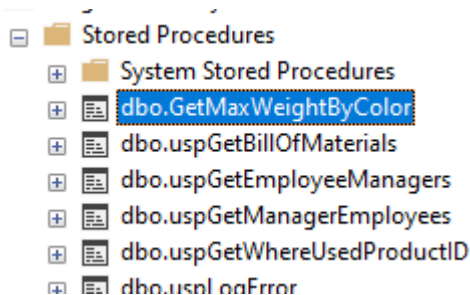 Stored Procedures
System Stored Procedures
dbo.GetMaxWeightByColor
dbo.uspGetBillOfMaterials
dbo.uspGetEmployeeManagers
dbo.uspGetManagerEmployees
dbo.uspGetWhereUsedProductID
dbo.uspLogError